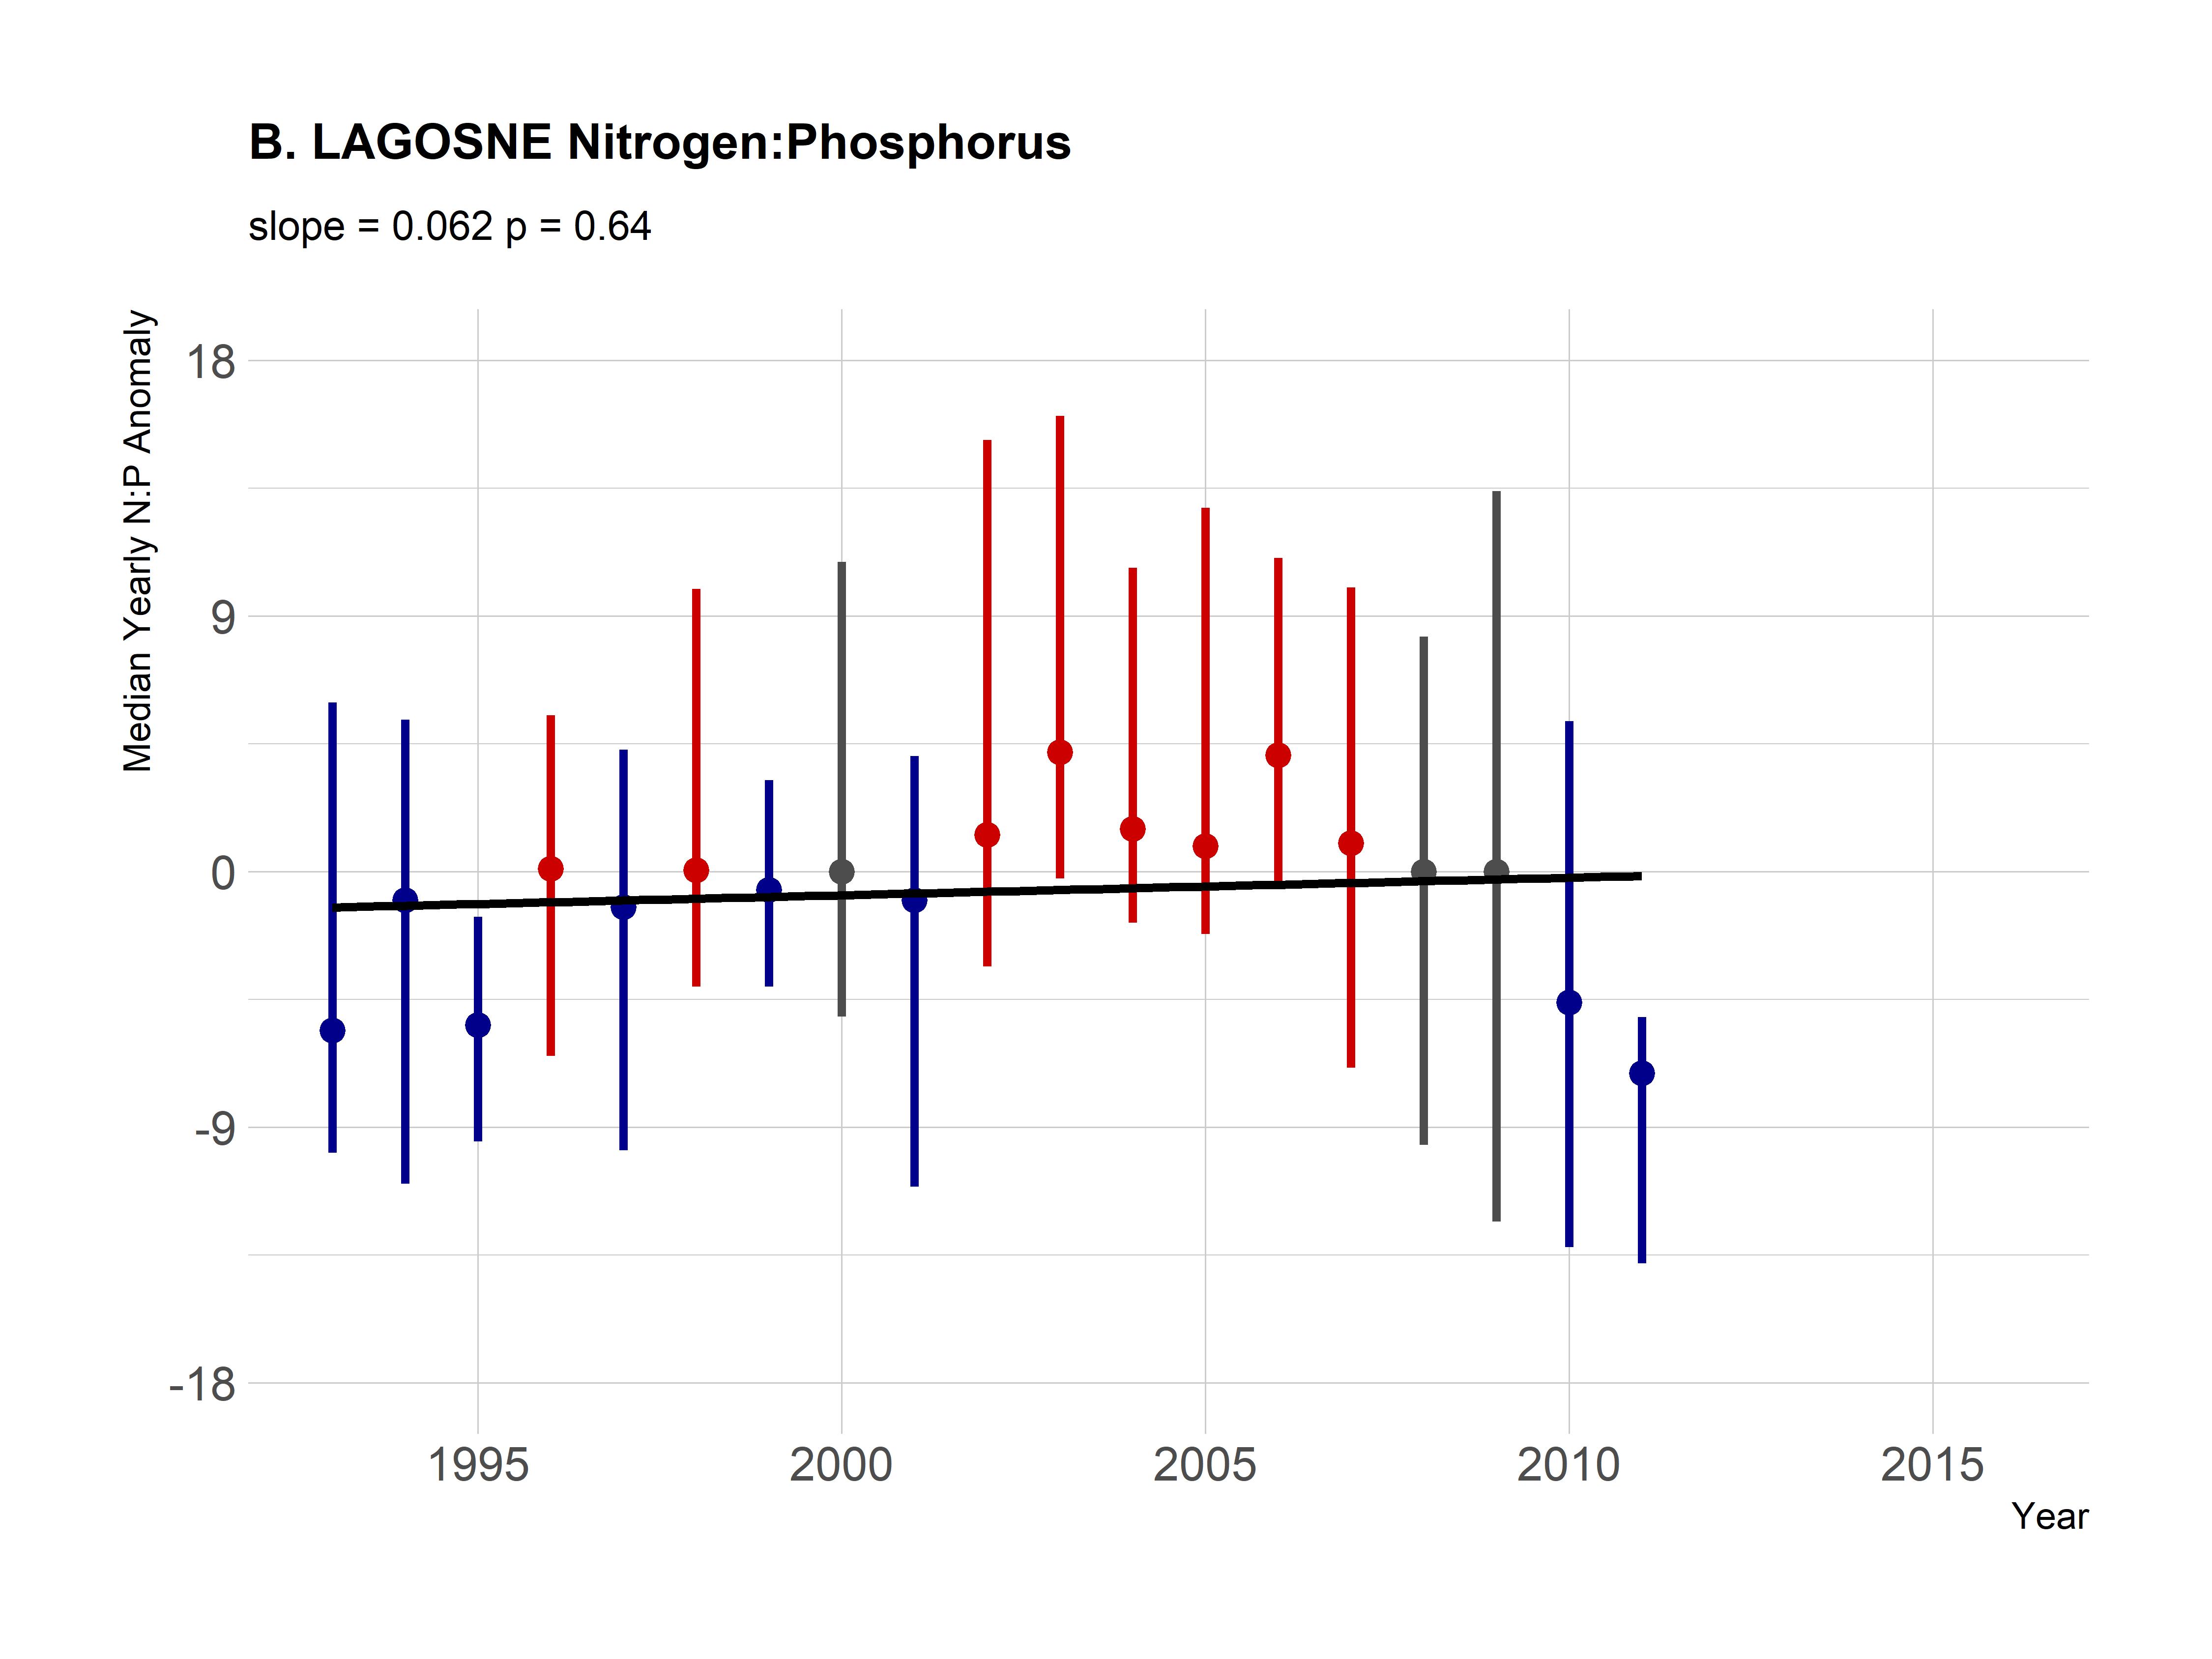 B. LAGOSNE Nitrogen:Phosphorus
slope = 0.062 p = 0.64
Median Yearly N:P Anomaly
18
9
0
-9
-18
1995 2000 2005 2010 2015
Year